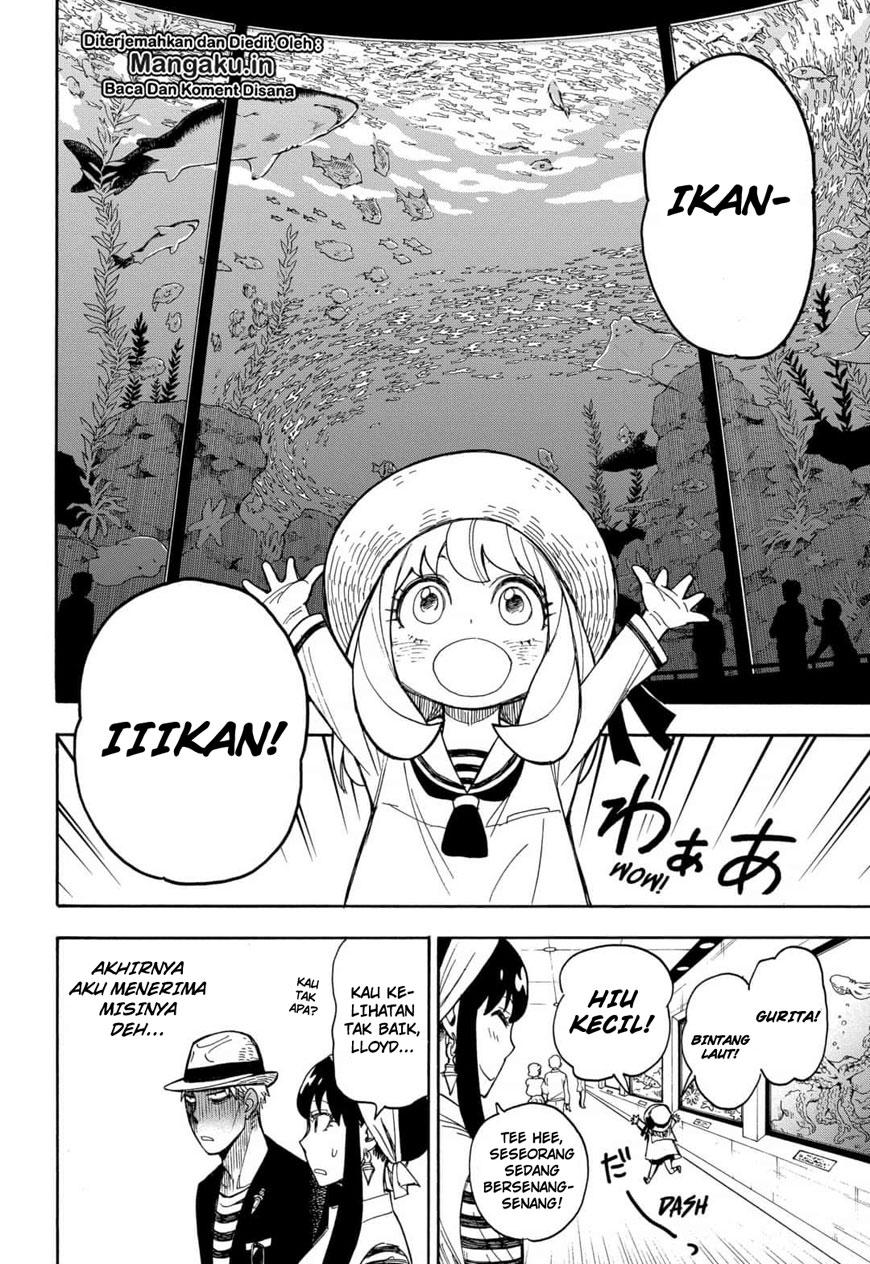 Diterjemahkan dan Diedit Oleh :
Mangaku.in
Baca Dan Koment Disana
IKAN-
IIIKAN!
わぁあ
WOW!
GURITA!
BINTANG
LAUT!
HIU
KECIL!
TEE HEE,
SESEORANG
SEDANG
BERSENANG-
SENANG!
だっ
DASH
KAU KE-
LIHATAN
TAK BAIK,
LLOYD...
KAU
TAK
APA?
AKHIRNYA
AKU MENERIMA
MISINYA
DEH...